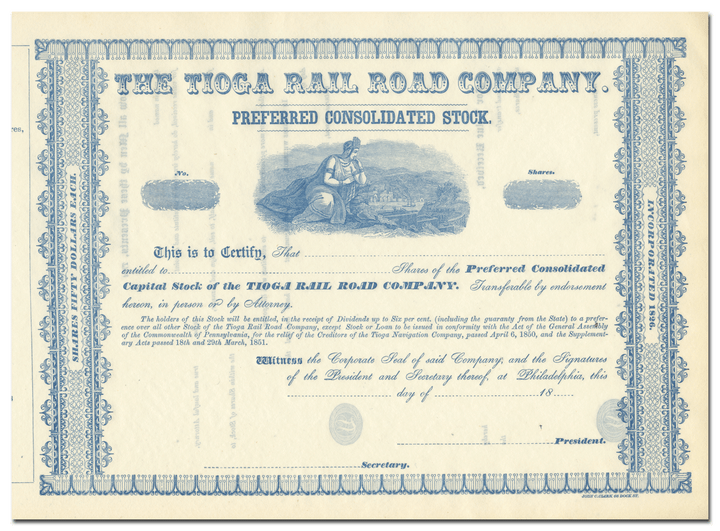 THE TIOGA RAIL ROAD COMPANY.
PREFERRED CONSOLIDATED STOCK.
No.
Shares.
SHARES FIFTY DOLLARS EACH.
INCORPORATED 1826.
This is to Certify, That
entitled to Shares of the Preferred Consolidated
Capital Stock of the TIOGA RAIL ROAD COMPANY. Transferable by endorsement
hereon, in person or by Attorney.
The holders of this Stock will be entitled, in the receipt of Dividends up to Six per cent. (including the guaranty from the State) to a prefer-
ence over all other Stock of the Tioga Rail Road Company, except Stock or Loan to be issued in conformity with the Act of the General Assembly
of the Commonwealth of Pennsylvania, for the relief of the Creditors of the Tioga Navigation Company, passed April 6, 1850, and the Supplement-
ary Acts passed 18th and 29th March, 1851.
Witness the Corporate Seal of said Company, and the Signatures
of the President and Secretary thereof, at Philadelphia, this
day of 18
President.
Secretary.